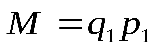 M = q₁p₁